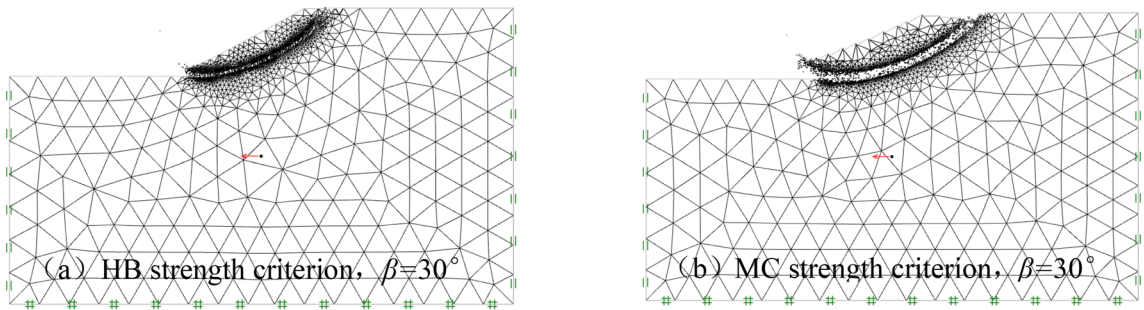 （a）HB strength criterion，β=30°
（b）MC strength criterion，β=30°